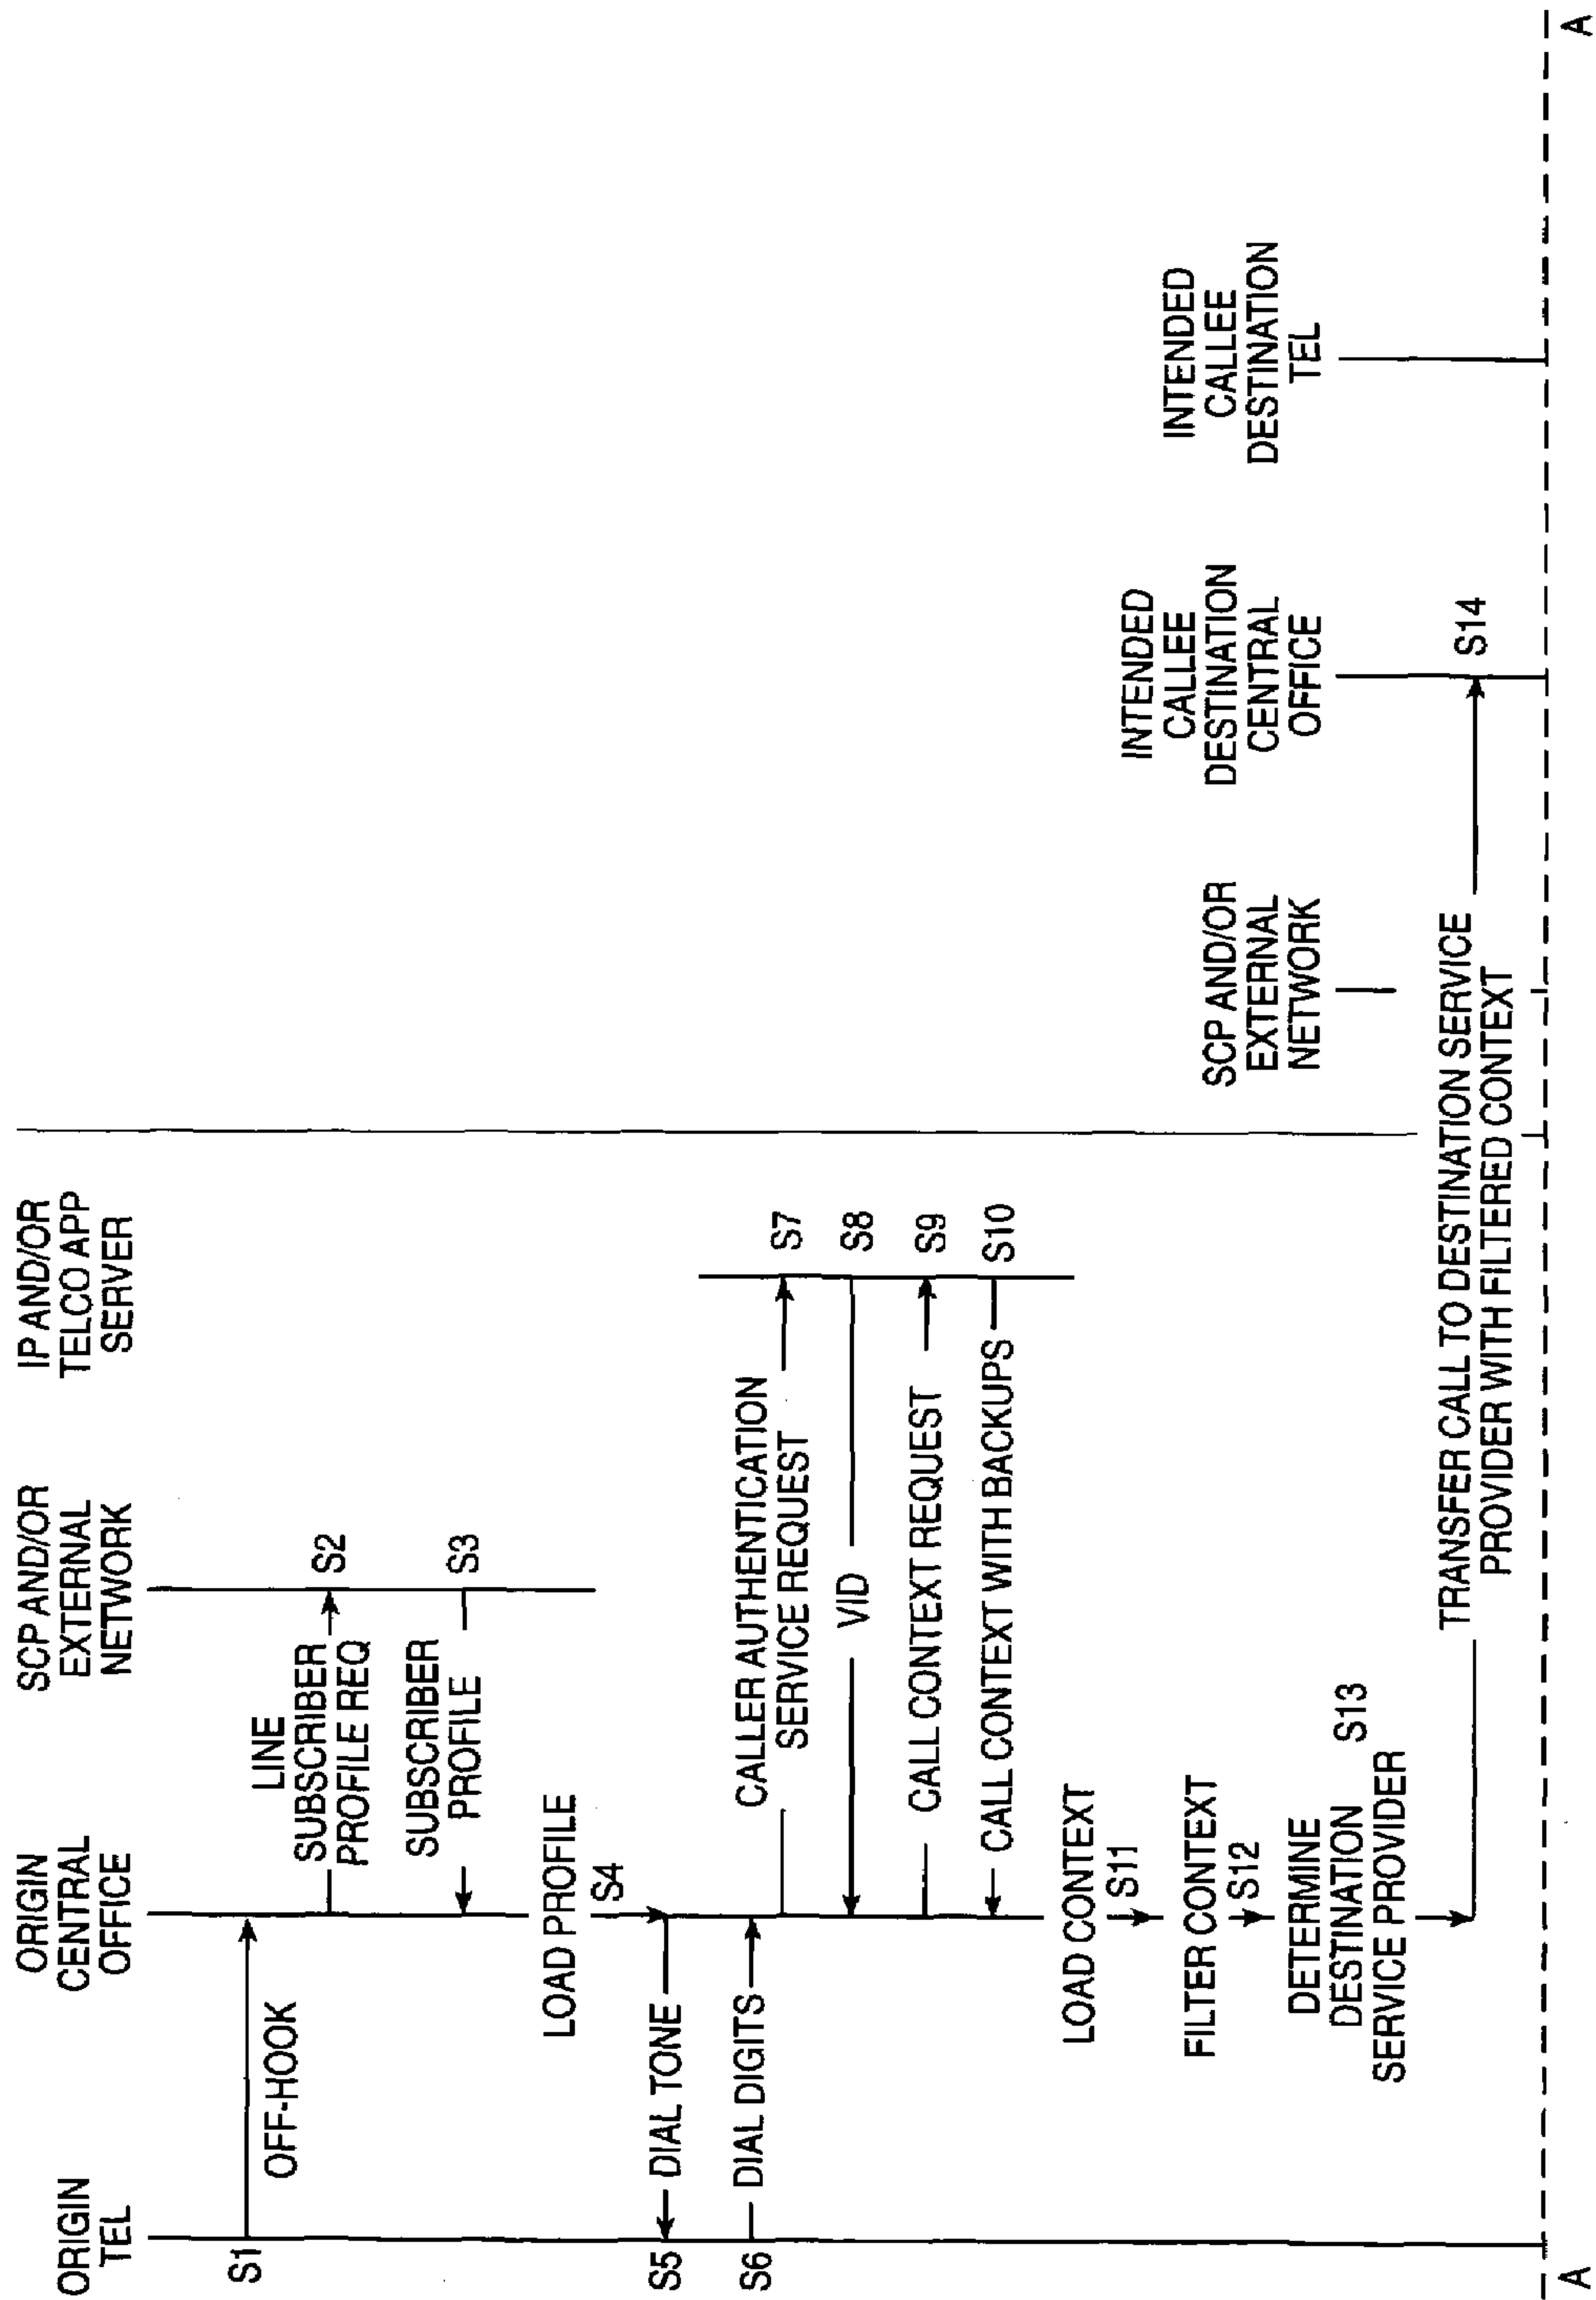 ORIGIN
TEL
ORIGIN
CENTRAL
OFFICE
SCP AND/OR
EXTERNAL
NETWORK
IP AND/OR
TELCO APP
SERVER
S1
OFF-HOOK
LINE
SUBSCRIBER
PROFILE REQ
S2
SUBSCRIBER
PROFILE
S3
LOAD PROFILE
S4
S5
DIAL TONE
S6
DIAL DIGITS
CALLER AUTHENTICATION
SERVICE REQUEST
S7
VID
S8
CALL CONTEXT REQUEST
S9
CALL CONTEXT WITH BACKUPS
S10
LOAD CONTEXT
S11
FILTER CONTEXT
S12
DETERMINE
DESTINATION
SERVICE PROVIDER
S13
SCP AND/OR
EXTERNAL
NETWORK
INTENDED
CALLEE
DESTINATION
CENTRAL
OFFICE
INTENDED
CALLEE
DESTINATION
TEL
TRANSFER CALL TO DESTINATION SERVICE
PROVIDER WITH FILTERED CONTEXT
S14
A
A